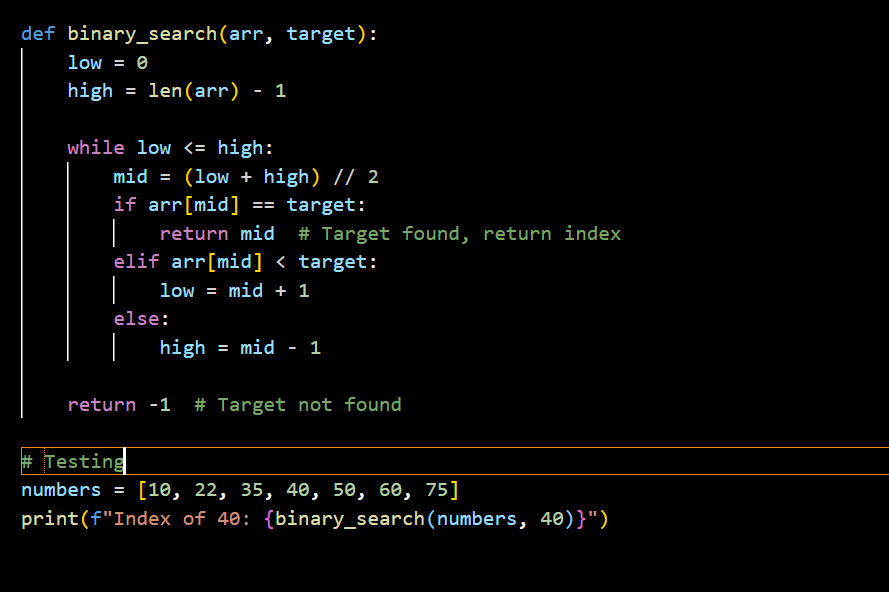 def binary_search(arr, target):
    low = 0
    high = len(arr) - 1

    while low <= high:
        mid = (low + high) // 2
        if arr[mid] == target:
            return mid  # Target found, return index
        elif arr[mid] < target:
            low = mid + 1
        else:
            high = mid - 1

    return -1  # Target not found

# Testing
numbers = [10, 22, 35, 40, 50, 60, 75]
print(f"Index of 40: {binary_search(numbers, 40)}")